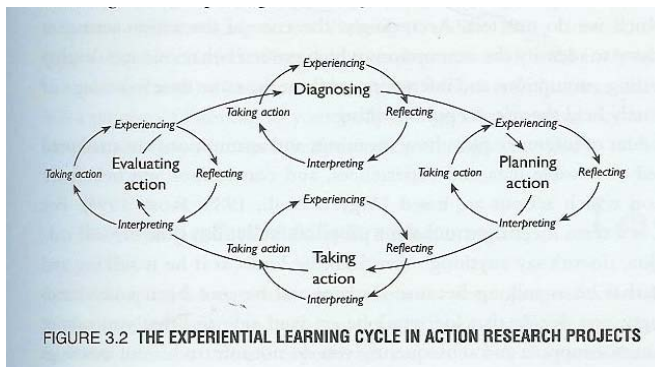 Experiencing
Diagnosing
Taking action
Reflecting
Interpreting
Experiencing
Evaluating
action
Taking action
Reflecting
Interpreting
Experiencing
Planning
action
Taking action
Reflecting
Interpreting
Experiencing
Taking action
Reflecting
Taking
action
Interpreting
FIGURE 3.2 THE EXPERIENTIAL LEARNING CYCLE IN ACTION RESEARCH PROJECTS